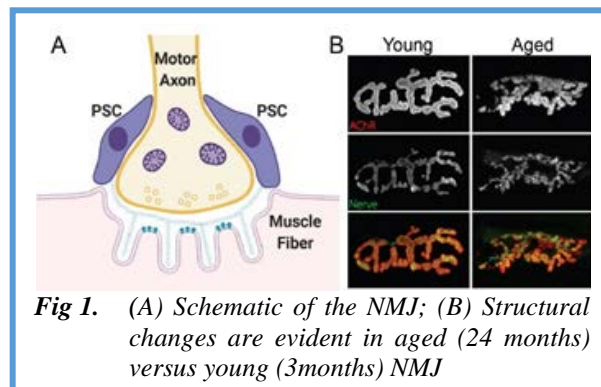 A
Motor
Axon
PSC
PSC
Muscle
Fiber
B
Young
Aged
AChR
Nerve
Fig 1. (A) Schematic of the NMJ; (B) Structural
changes are evident in aged (24 months)
versus young (3months) NMJ